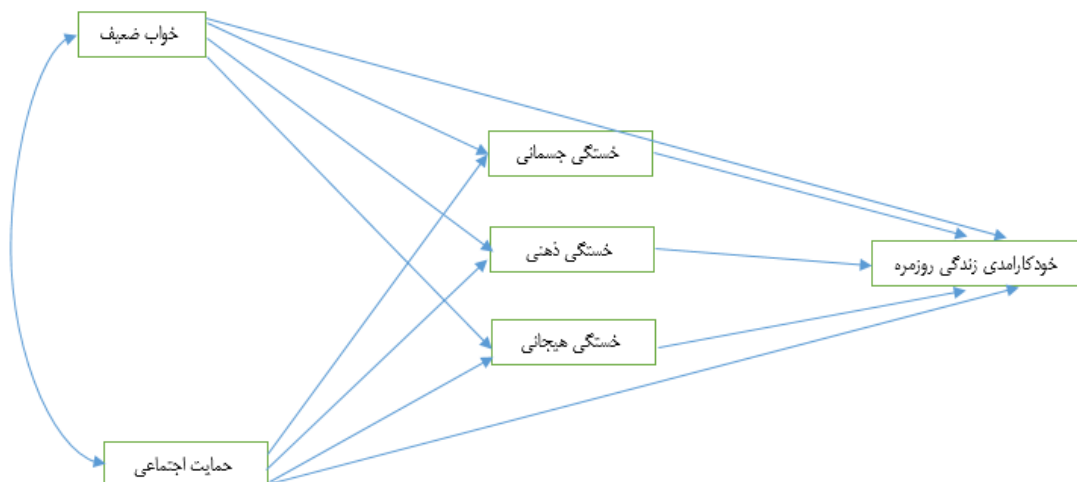 خواب ضعیف
خستگی جسمانی
خستگی ذهنی
خودکارامدی زندگی روزمره
خستگی هیجانی
حمایت اجتماعی